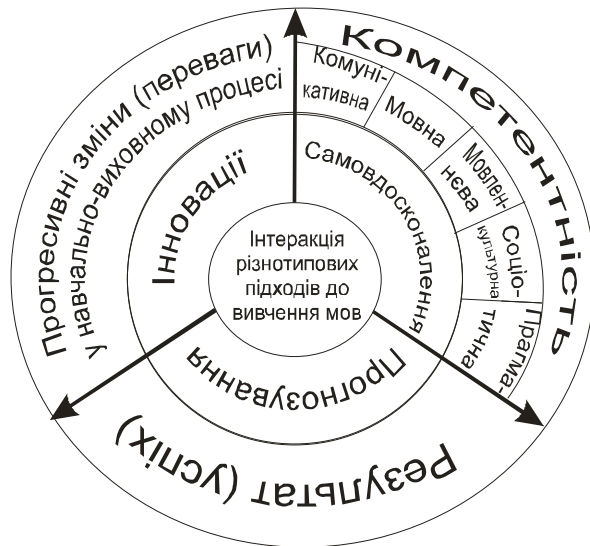 Прогресивні зміни (переваги)
у навчально-виховному процесі
Компетентність
Комуні-
кативна
Мовна
Мовлен-
нєва
Соціо-
культурна
Прагма-
тична
Інновації
Самовдосконалення
Інтеракція
різнотипових
підходів до
вивчення мов
Прогнозування
Результат (успіх)